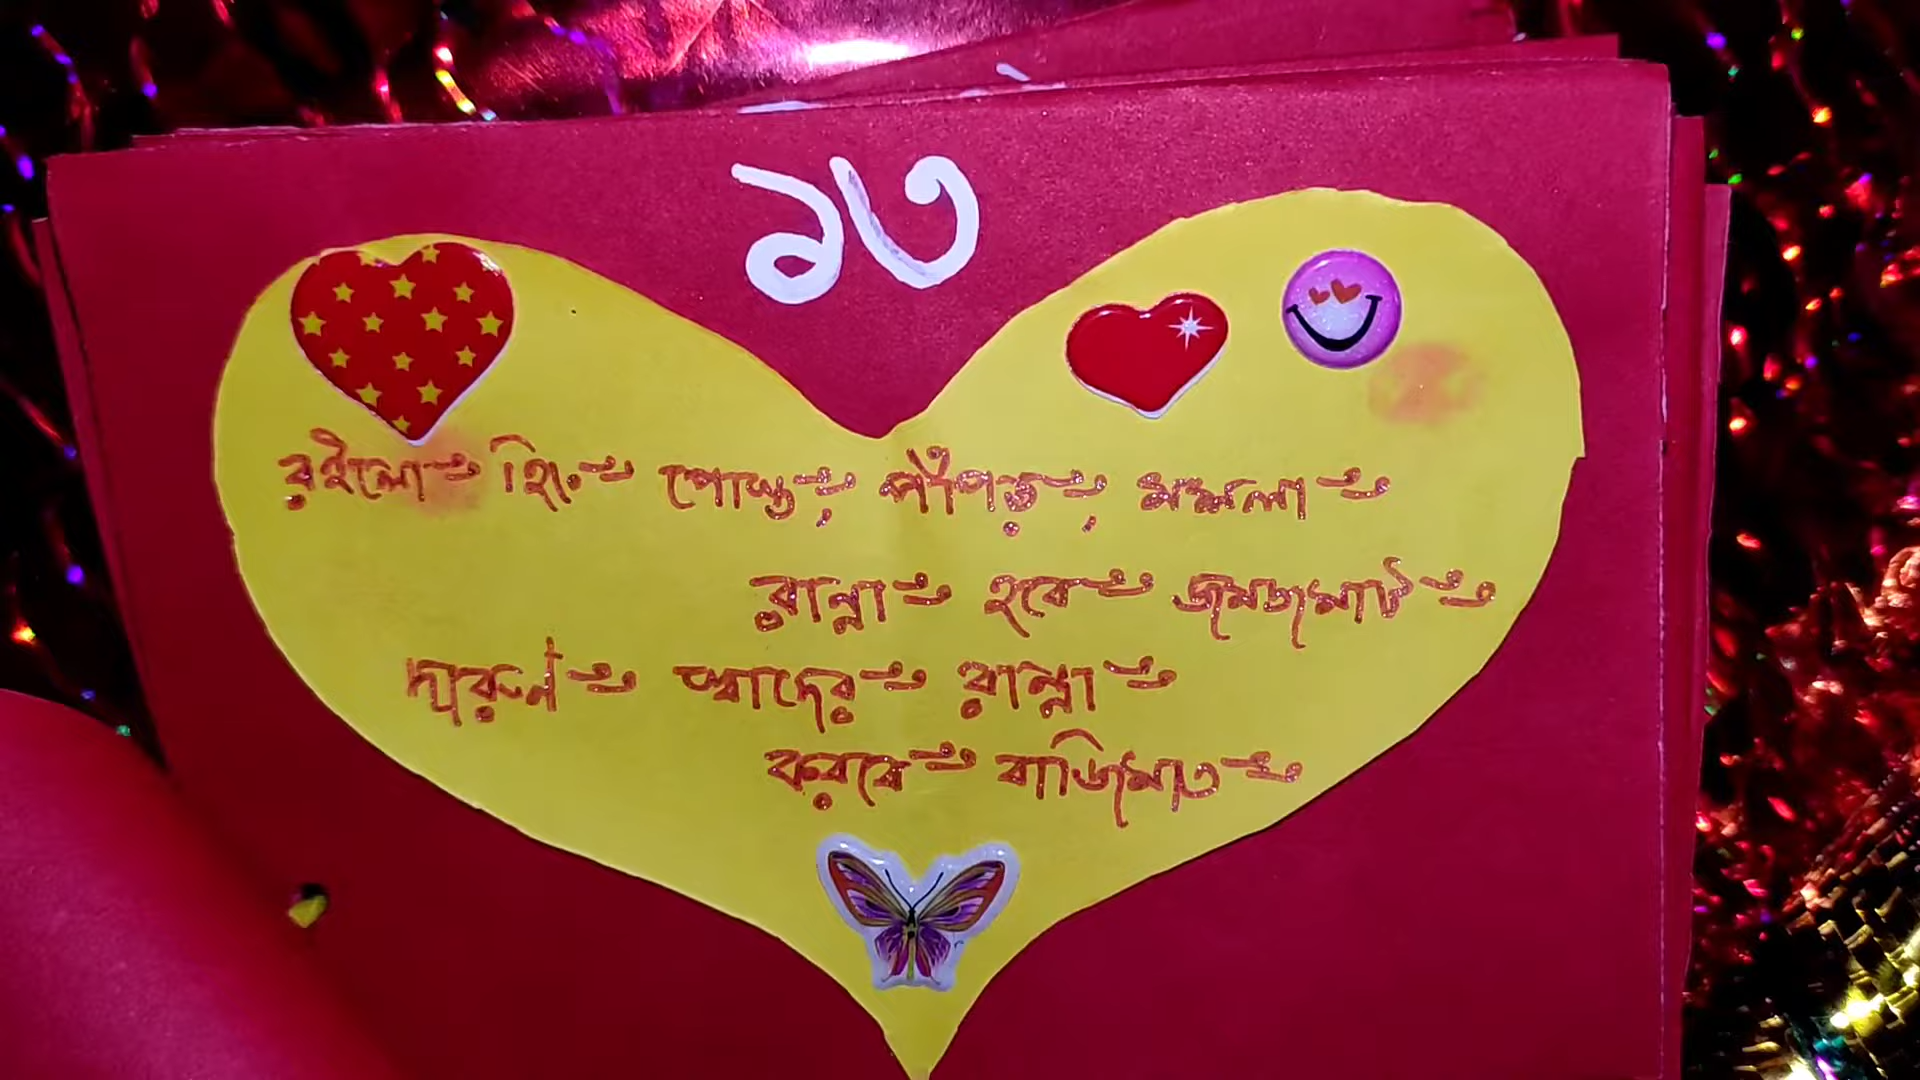 ১৩
রইলো হিং পোস্ত, পাঁপড়, মশলা
রান্না হবে জমজমাট
দারুন স্বাদের রান্না
করবে বাজিমাত